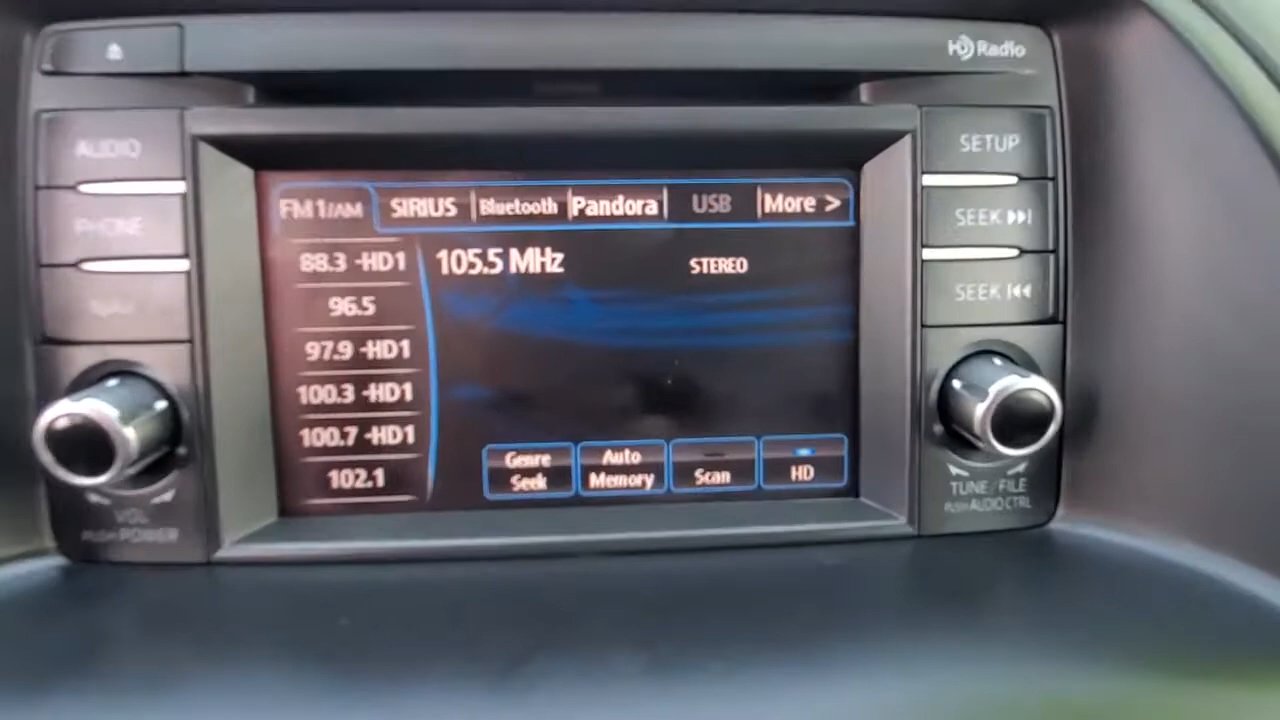 HD Radio
AUDIO
PHONE
NAV
VOL
PUSH POWER
FM1/AM SIRIUS Bluetooth Pandora USB More >
88.3 -HD1
96.5
97.9 -HD1
100.3 -HD1
100.7 -HD1
102.1
105.5 MHz STEREO
Genre Seek
Auto Memory
Scan
HD
SETUP
SEEK
SEEK
TUNE / FILE
PUSH AUDIO CTRL